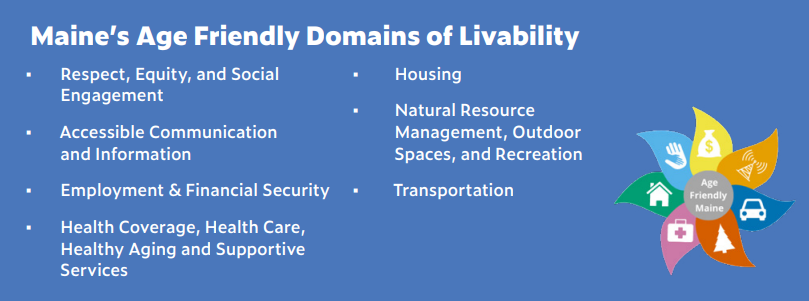 Maine's Age Friendly Domains of Livability
▪ Respect, Equity, and Social
Engagement
▪ Accessible Communication
and Information
▪ Employment & Financial Security
▪ Health Coverage, Health Care,
Healthy Aging and Supportive
Services
▪ Housing
▪ Natural Resource
Management, Outdoor
Spaces, and Recreation
▪ Transportation
$
Age
Friendly
Maine